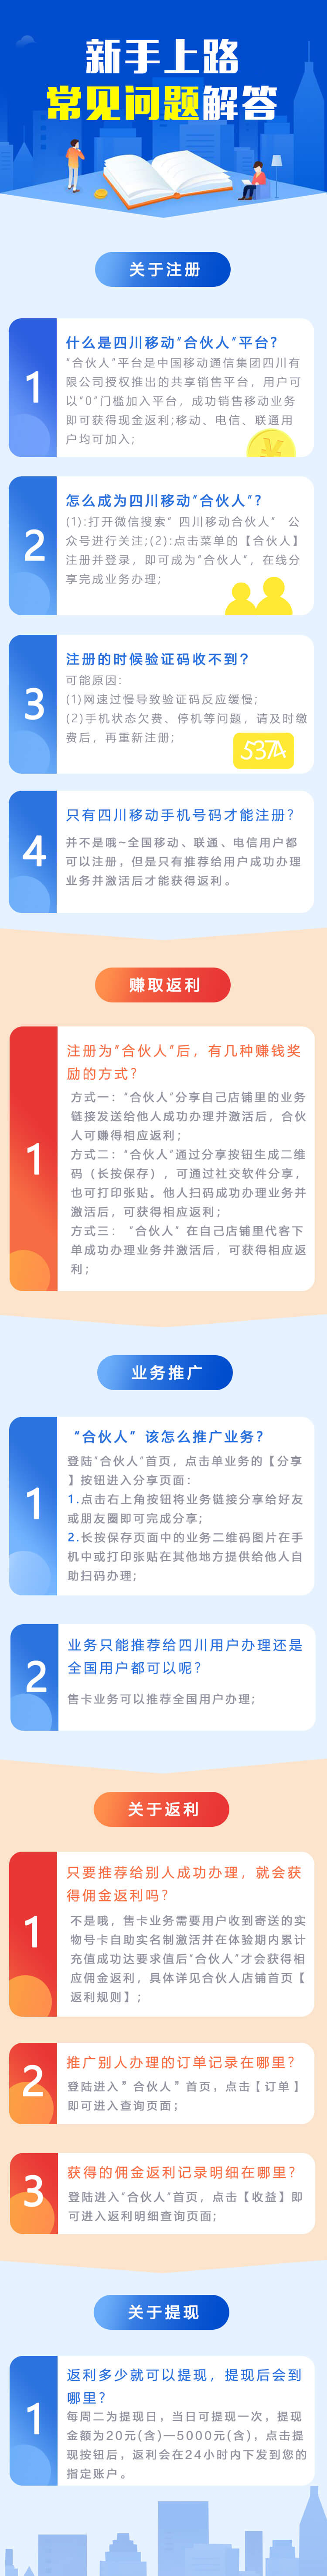 新手上路
常见问题解答
关于注册
1
什么是四川移动"合伙人"平台?
"合伙人"平台是中国移动通信集团四川有
限公司授权推出的共享销售平台，用户可
以"0"门槛加入平台，成功销售移动业务
即可获得现金返利;移动、电信、联通用
户均可加入;
2
怎么成为四川移动"合伙人"?
(1):打开微信搜索" 四川移动合伙人" 公
众号进行关注;(2):点击菜单的【合伙人】
注册并登录，即可成为"合伙人"，在线分
享完成业务办理;
3
注册的时候验证码收不到?
可能原因:
(1)网速过慢导致验证码反应缓慢;
(2)手机状态欠费、停机等问题，请及时缴
费后，再重新注册;
537A
4
只有四川移动手机号码才能注册?
并不是哦~全国移动、联通、电信用户都
可以注册，但是只有推荐给用户成功办理
业务并激活后才能获得返利。
赚取返利
1
注册为"合伙人"后，有几种赚钱奖
励的方式?
方式一："合伙人"分享自己店铺里的业务
链接发送给他人成功办理并激活后，合伙
人可赚得相应返利;
方式二："合伙人"通过分享按钮生成二维
码（长按保存），可通过社交软件分享，
也可打印张贴。他人扫码成功办理业务并
激活后，可获得相应返利;
方式三： "合伙人" 在自己店铺里代客下
单成功办理业务并激活后，可获得相应返
利;
业务推广
1
"合伙人" 该怎么推广业务?
登陆"合伙人"首页，点击单业务的【分享
】按钮进入分享页面:
1.点击右上角按钮将业务链接分享给好友
或朋友圈即可完成分享;
2.长按保存页面中的业务二维码图片在手
机中或打印张贴在其他地方提供给他人自
助扫码办理;
2
业务只能推荐给四川用户办理还是
全国用户都可以呢?
售卡业务可以推荐全国用户办理;
关于返利
1
只要推荐给别人成功办理，就会获
得佣金返利吗?
不是哦，售卡业务需要用户收到寄送的实
物号卡自助实名制激活并在体验期内累计
充值成功达要求值后"合伙人"才会获得相
应佣金返利，具体详见合伙人店铺首页【
返利规则】;
2
推广别人办理的订单记录在哪里?
登陆进入"合伙人"首页，点击【订单】
即可进入查询页面;
3
获得的佣金返利记录明细在哪里?
登陆进入"合伙人"首页，点击【收益】即
可进入返利明细查询页面;
关于提现
1
返利多少就可以提现，提现后会到
哪里?
每周二为提现日，当日可提现一次，提现
金额为20元(含)—5000元(含)，点击提
现按钮后，返利会在24小时内下发到您的
指定账户。